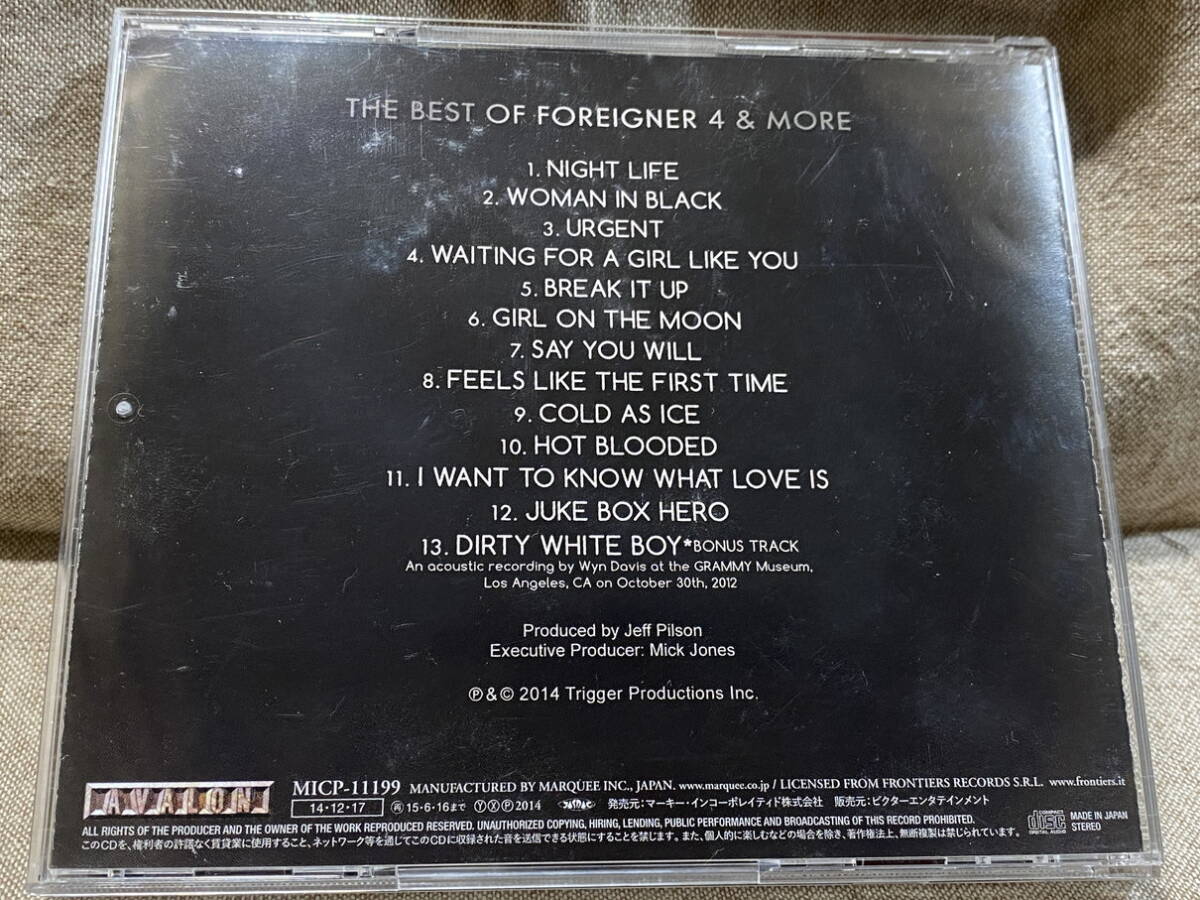 THE BEST OF FOREIGNER 4 & MORE
1. NIGHT LIFE
2. WOMAN IN BLACK
3. URGENT
4. WAITING FOR A GIRL LIKE YOU
5. BREAK IT UP
6. GIRL ON THE MOON
7. SAY YOU WILL
8. FEELS LIKE THE FIRST TIME
9. COLD AS ICE
10. HOT BLOODED
11. I WANT TO KNOW WHAT LOVE IS
12. JUKE BOX HERO
13. DIRTY WHITE BOY*BONUS TRACK
An acoustic recording by Wyn Davis at the GRAMMY Museum,
Los Angeles, CA on October 30th, 2012
Produced by Jeff Pilson
Executive Producer: Mick Jones
℗&© 2014 Trigger Productions Inc.
AVALON
MICP-11199 MANUFACTURED BY MARQUEE INC., JAPAN. www.marquee.co.jp / LICENSED FROM FRONTIERS RECORDS S.R.L. www.frontiers.it
14・12・17 ㊢15・6・16まで ⓎⓍⓅ2014 JASRAC 発売元:マーキー・インコーポレイティド株式会社 販売元:ビクターエンタテインメント
ALL RIGHTS OF THE PRODUCER AND THE OWNER OF THE WORK REPRODUCED RESERVED. UNAUTHORIZED COPYING, HIRING, LENDING, PUBLIC PERFORMANCE AND BROADCASTING OF THIS RECORD PROHIBITED.
このCDを、権利者の許諾なく賃貸業に使用すること、ネットワーク等を通じてこのCDに収録された音を送信できる状態にすることを禁じます。また、個人的に楽しむなどの場合を除き、著作権法上、無断複製は禁じられています。
COMPACT disc DIGITAL AUDIO
MADE IN JAPAN
STEREO